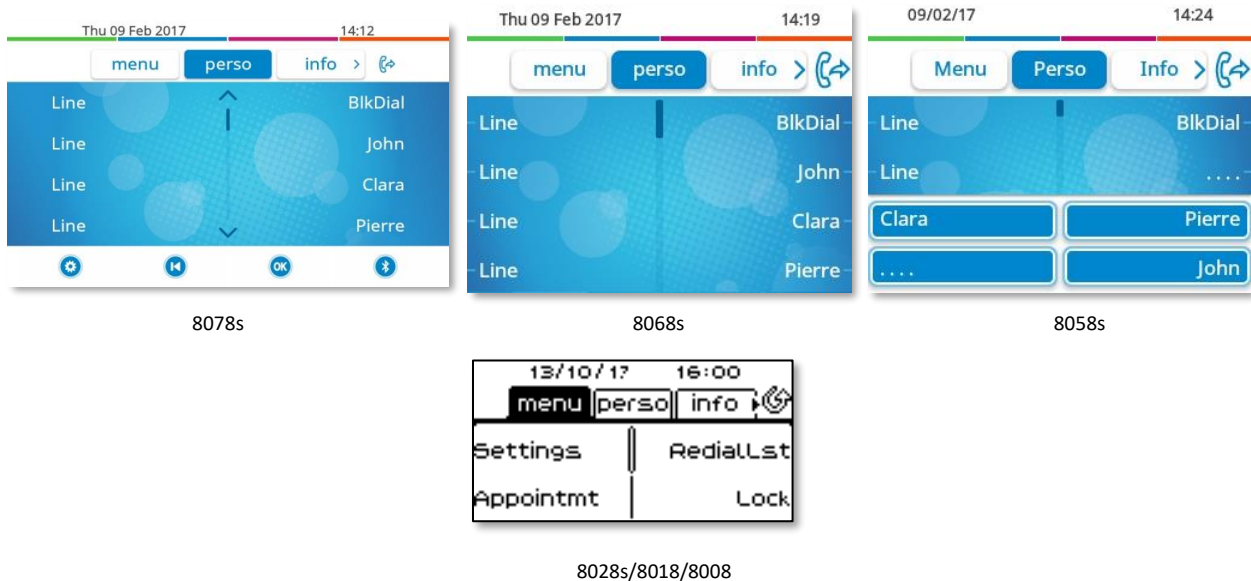 Thu 09 Feb 2017 14:12
menu perso info >
Line BlkDial
Line John
Line Clara
Line Pierre
OK
8078s
Thu 09 Feb 2017 14:19
menu perso info >
Line BlkDial
Line John
Line Clara
Line Pierre
8068s
09/02/17 14:24
Menu Perso Info >
Line BlkDial
Line ....
Clara Pierre
.... John
8058s
13/10/17 16:00
menu perso info
Settings RedialLst
Appointmt Lock
8028s/8018/8008